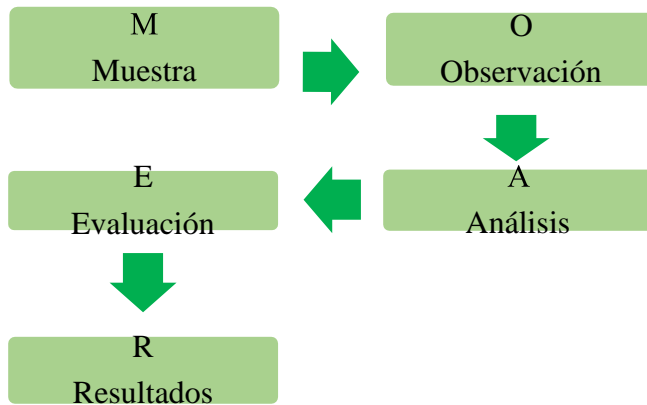 M
Muestra
O
Observación
A
Análisis
E
Evaluación
R
Resultados